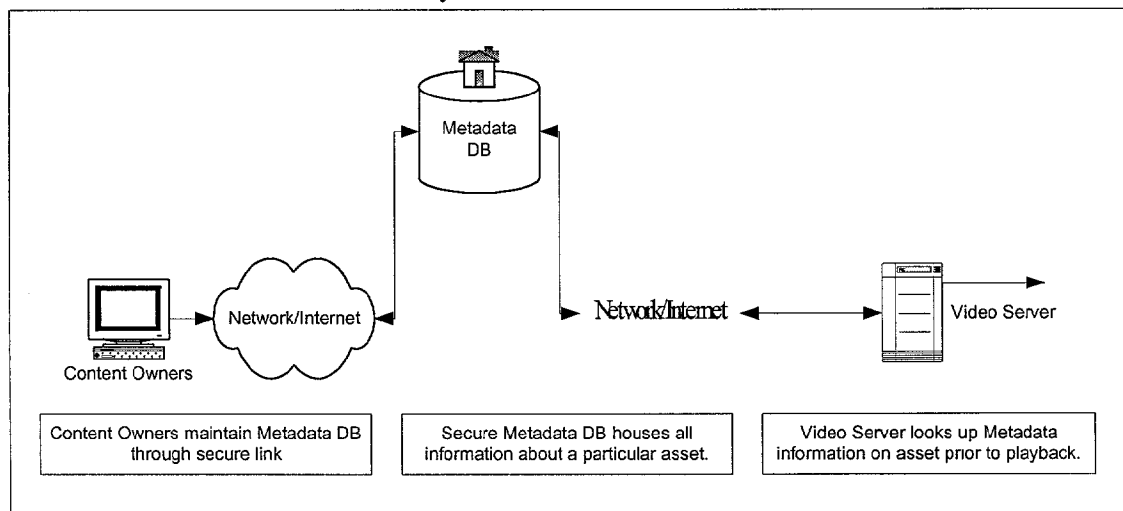 Metadata
DB
Network/Internet
Network/Internet
Video Server
Content Owners
Content Owners maintain Metadata DB
through secure link
Secure Metadata DB houses all
information about a particular asset.
Video Server looks up Metadata
information on asset prior to playback.